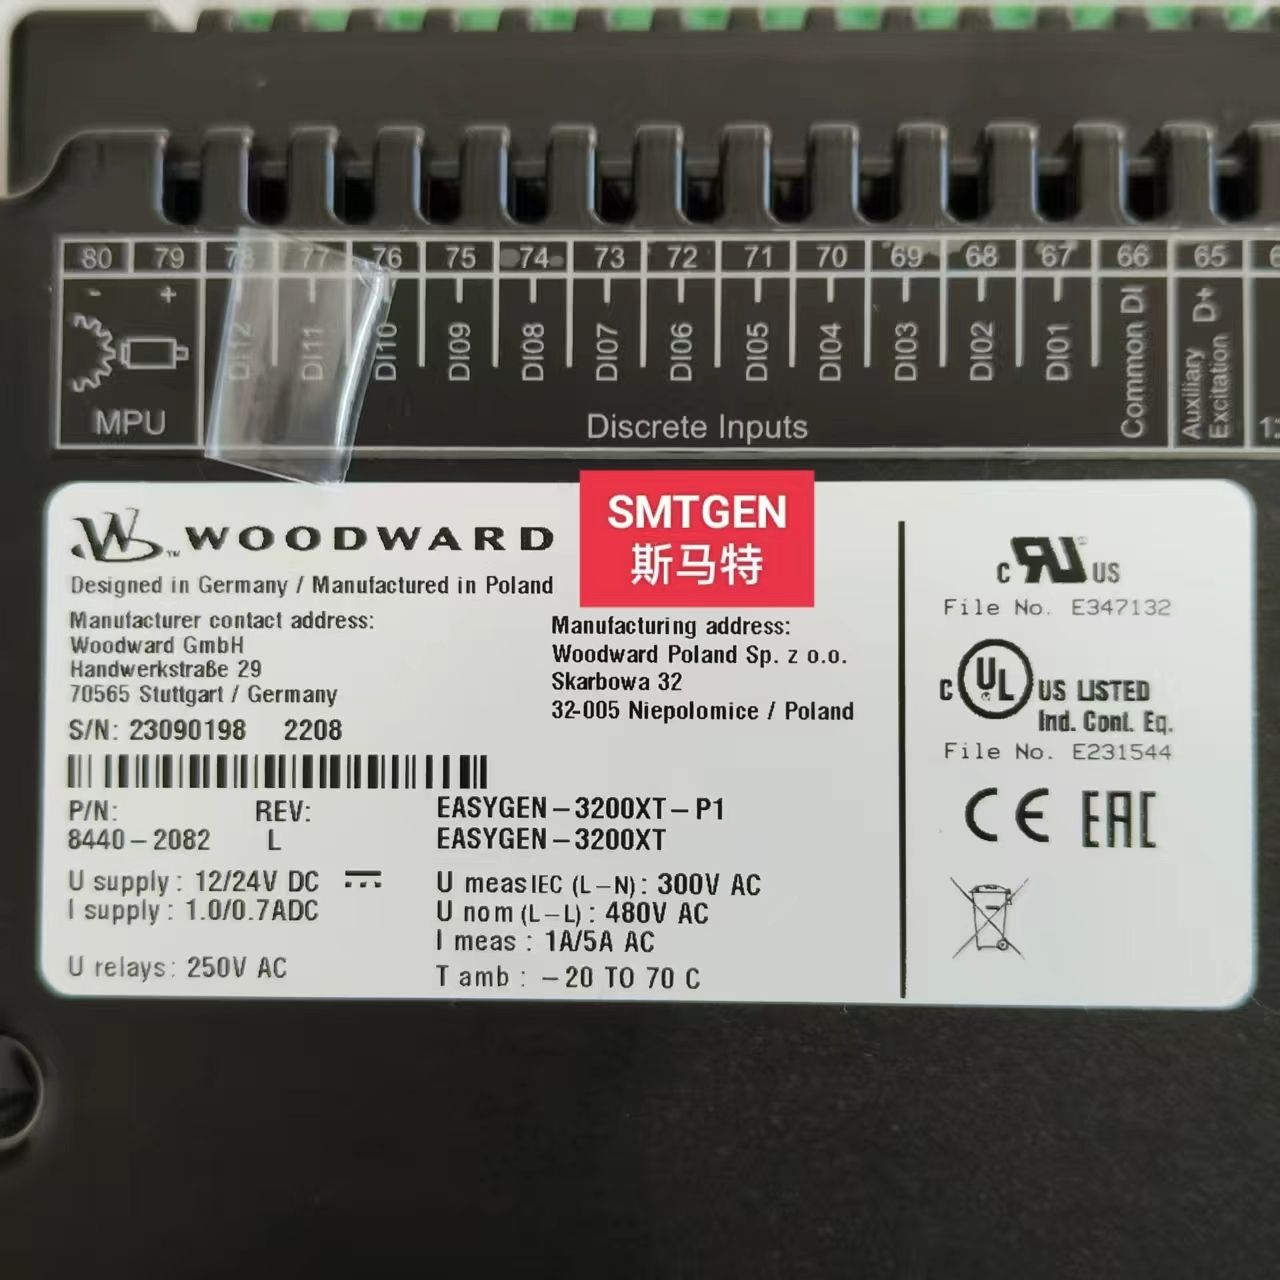 80 79 78 77 76 75 74 73 72 71 70 69 68 67 66 65
- +
DI12 DI11 DI10 DI09 DI08 DI07 DI06 DI05 DI04 DI03 DI02 DI01 Common DI Auxiliary Excitation D+
MPU Discrete Inputs
WOODWARD
TM
SMTGEN
斯马特
Designed in Germany / Manufactured in Poland
Manufacturer contact address:
Woodward GmbH
Handwerkstraße 29
70565 Stuttgart / Germany
Manufacturing address:
Woodward Poland Sp. z o.o.
Skarbowa 32
32-005 Niepolomice / Poland
S/N: 23090198 2208
P/N: REV:
8440-2082 L
EASYGEN-3200XT-P1
EASYGEN-3200XT
U supply: 12/24V DC
I supply: 1.0/0.7ADC
U relays: 250V AC
U measIEC (L-N): 300V AC
U nom (L-L): 480V AC
I meas : 1A/5A AC
T amb : -20 TO 70 C
c RU US
File No. E347132
c UL US LISTED
Ind. Cont. Eq.
File No. E231544
CE EAC